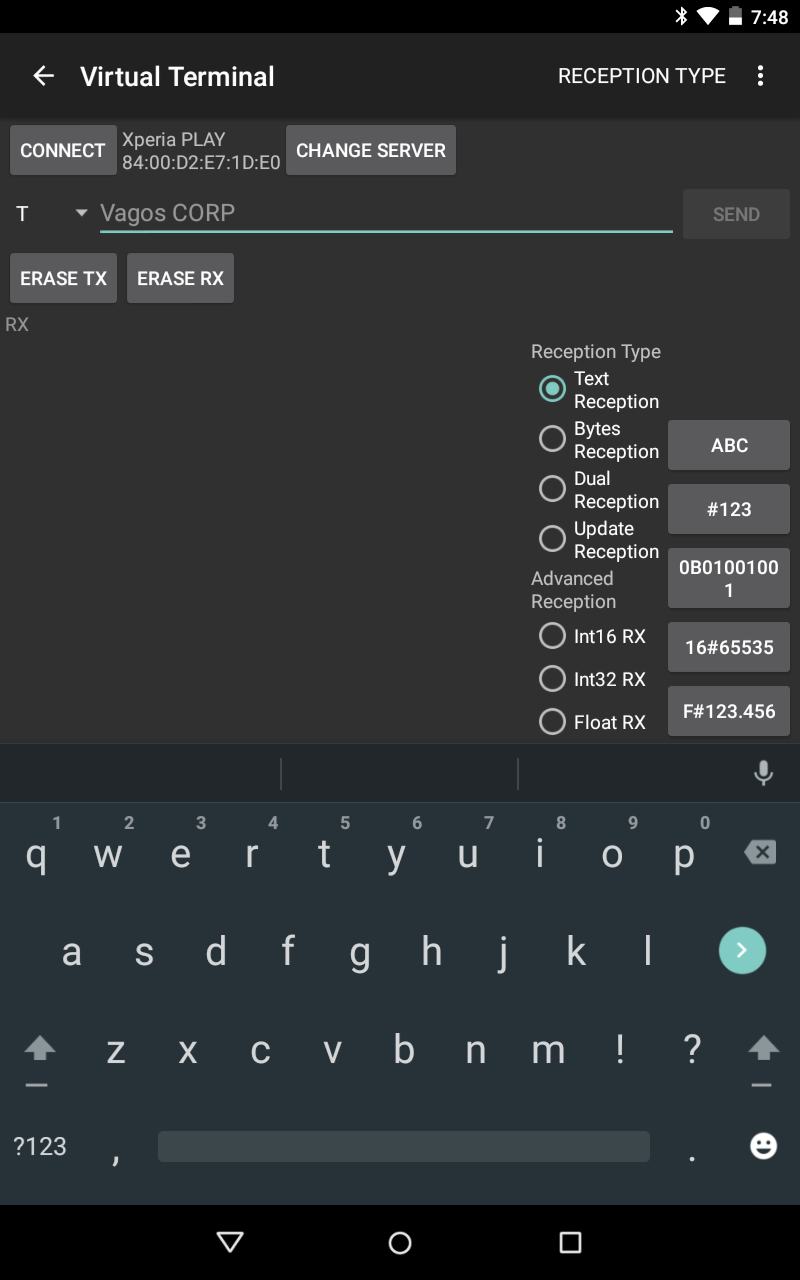 7:48
Virtual Terminal
RECEPTION TYPE
CONNECT
Xperia PLAY
84:00:D2:E7:1D:E0
CHANGE SERVER
T
Vagos CORP
SEND
ERASE TX
ERASE RX
RX
Reception Type
Text
Reception
Bytes
Reception
Dual
Reception
Update
Reception
Advanced
Reception
Int16 RX
Int32 RX
Float RX
ABC
#123
0B0100100
1
16#65535
F#123.456
1 2 3 4 5 6 7 8 9 0
q w e r t y u i o p
a s d f g h j k l
z x c v b n m ! ?
?123 , .